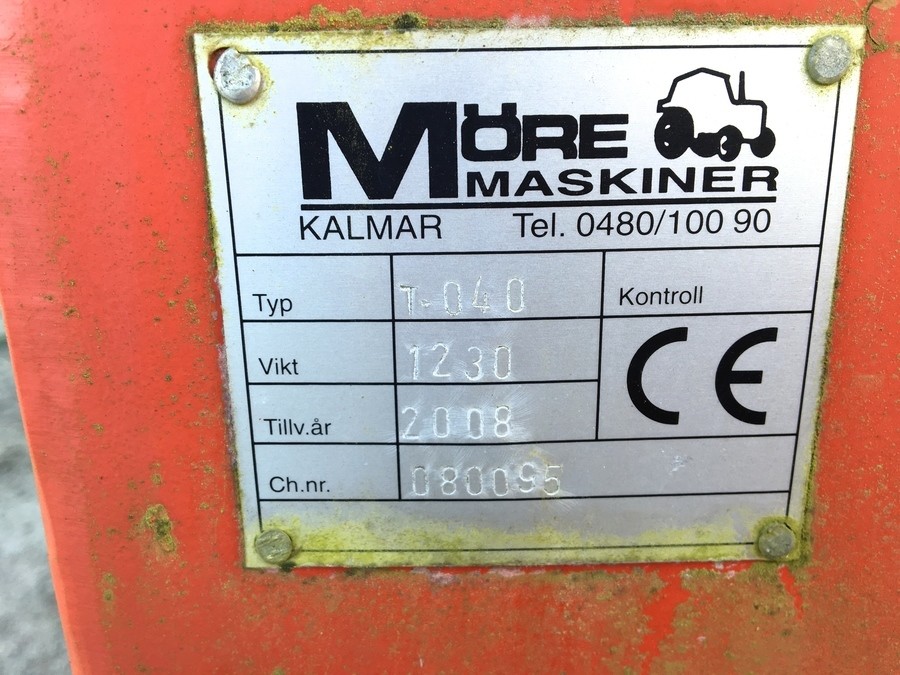 MÖRE
MASKINER
KALMAR Tel. 0480/100 90
Typ T-040 Kontroll
Vikt 1230 CE
Tillv.år 2008
Ch.nr. 080095